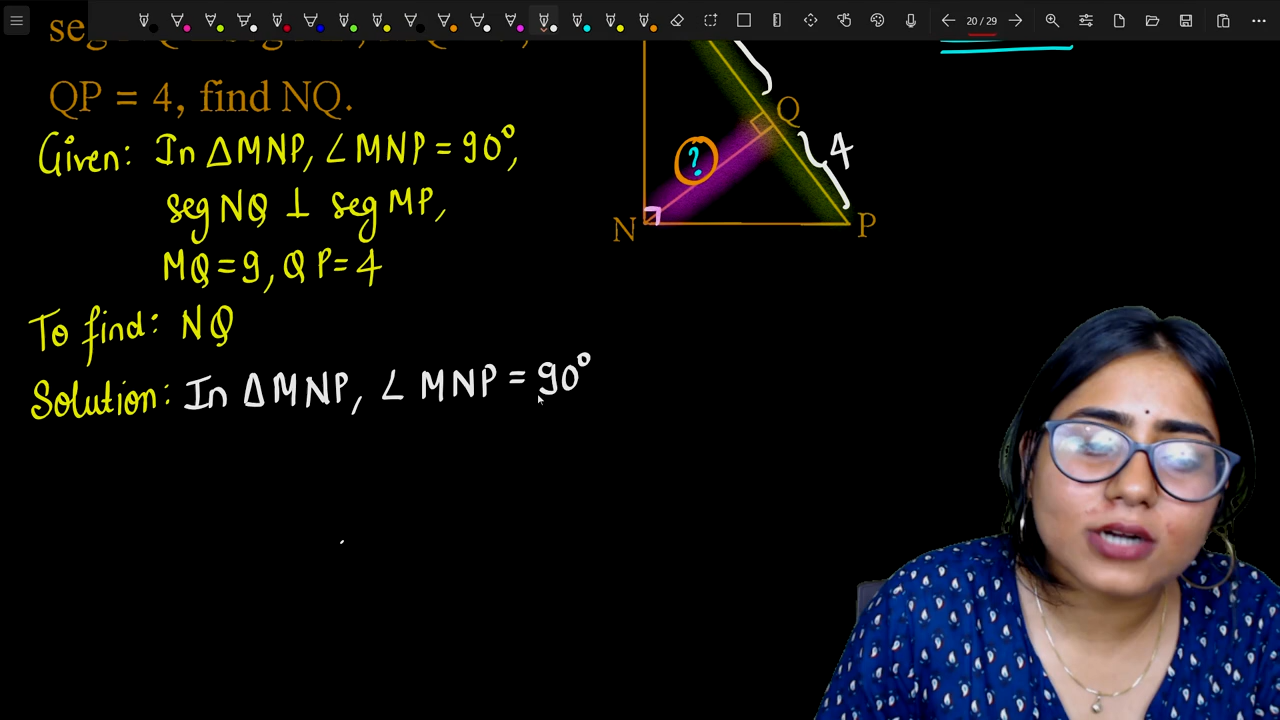 20 / 29
QP = 4, find NQ.
Given: In ΔMNP, ∠MNP = 90°,
seg NQ ⊥ seg MP,
MQ = 9, QP = 4
To find: NQ
Solution: In ΔMNP, ∠ MNP = 90°
Q
4
?
N
P